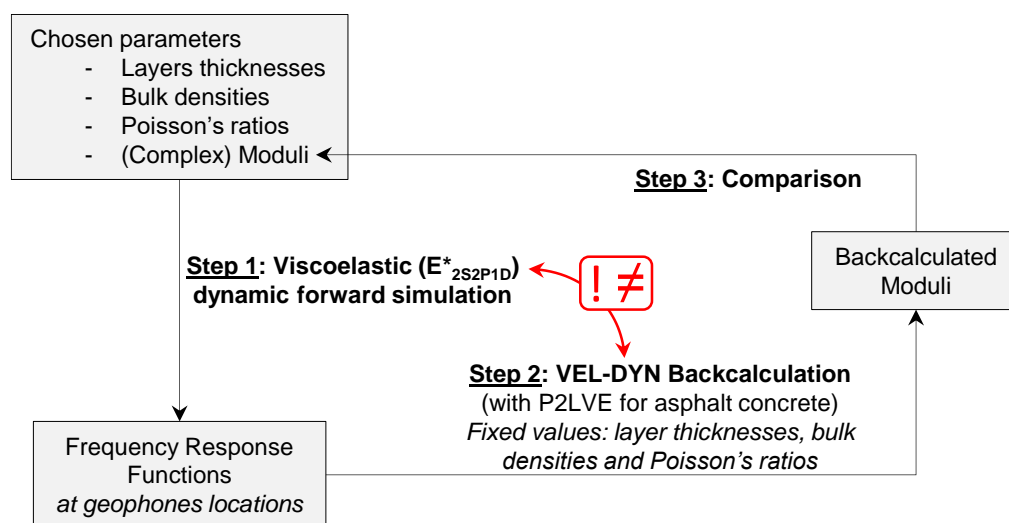 Chosen parameters
- Layers thicknesses
- Bulk densities
- Poisson's ratios
- (Complex) Moduli
Step 3: Comparison
Step 1: Viscoelastic (E*2S2P1D)
dynamic forward simulation
! ≠
Backcalculated
Moduli
Step 2: VEL-DYN Backcalculation
(with P2LVE for asphalt concrete)
Fixed values: layer thicknesses, bulk
densities and Poisson's ratios
Frequency Response
Functions
at geophones locations